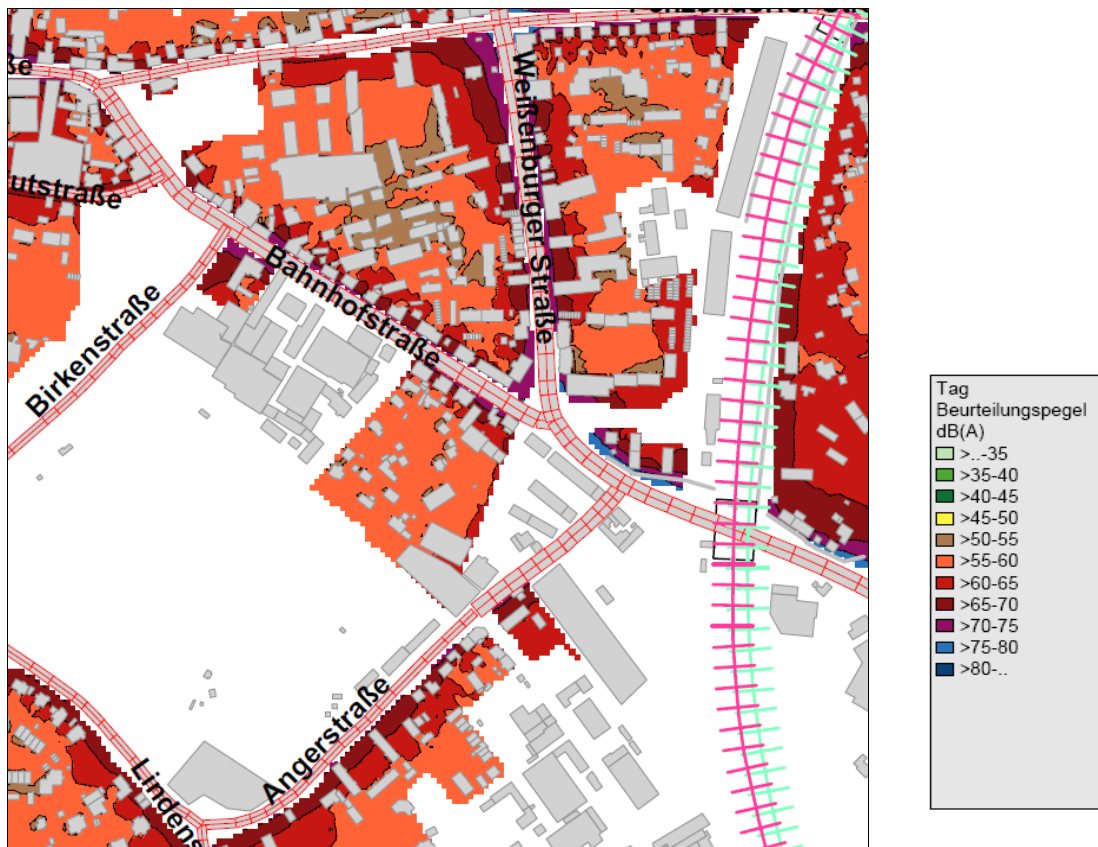 ße
utstraße
Weißenburger Straße
Bahnhofstraße
Birkenstraße
Angerstraße
Lindens
Tag
Beurteilungspegel
dB(A)
>..-35
>35-40
>40-45
>45-50
>50-55
>55-60
>60-65
>65-70
>70-75
>75-80
>80-..